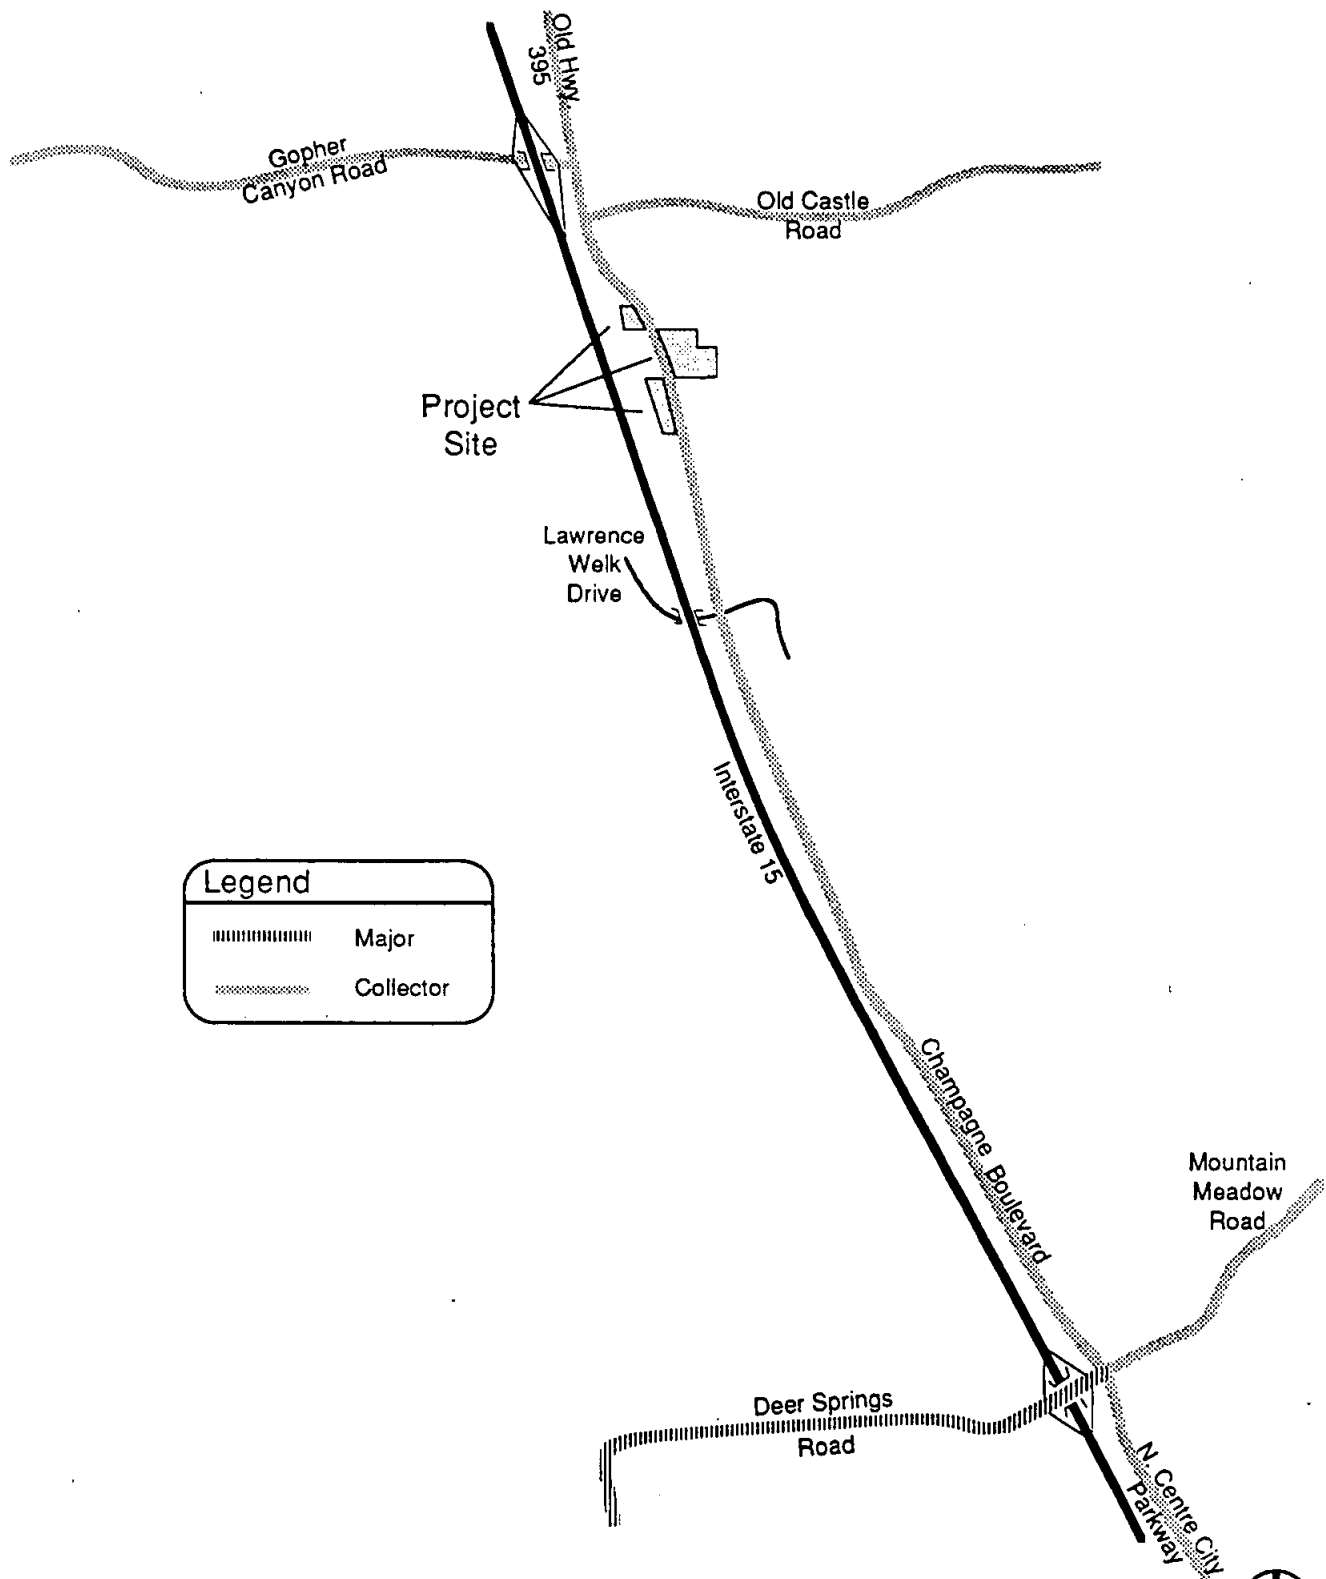 Old Hwy.
395
Gopher
Canyon Road
Old Castle
Road
Project
Site
Lawrence
Welk
Drive
Interstate 15
Legend
Major
Collector
Champagne Boulevard
Mountain
Meadow
Road
Deer Springs
Road
N. Centre City
Parkway